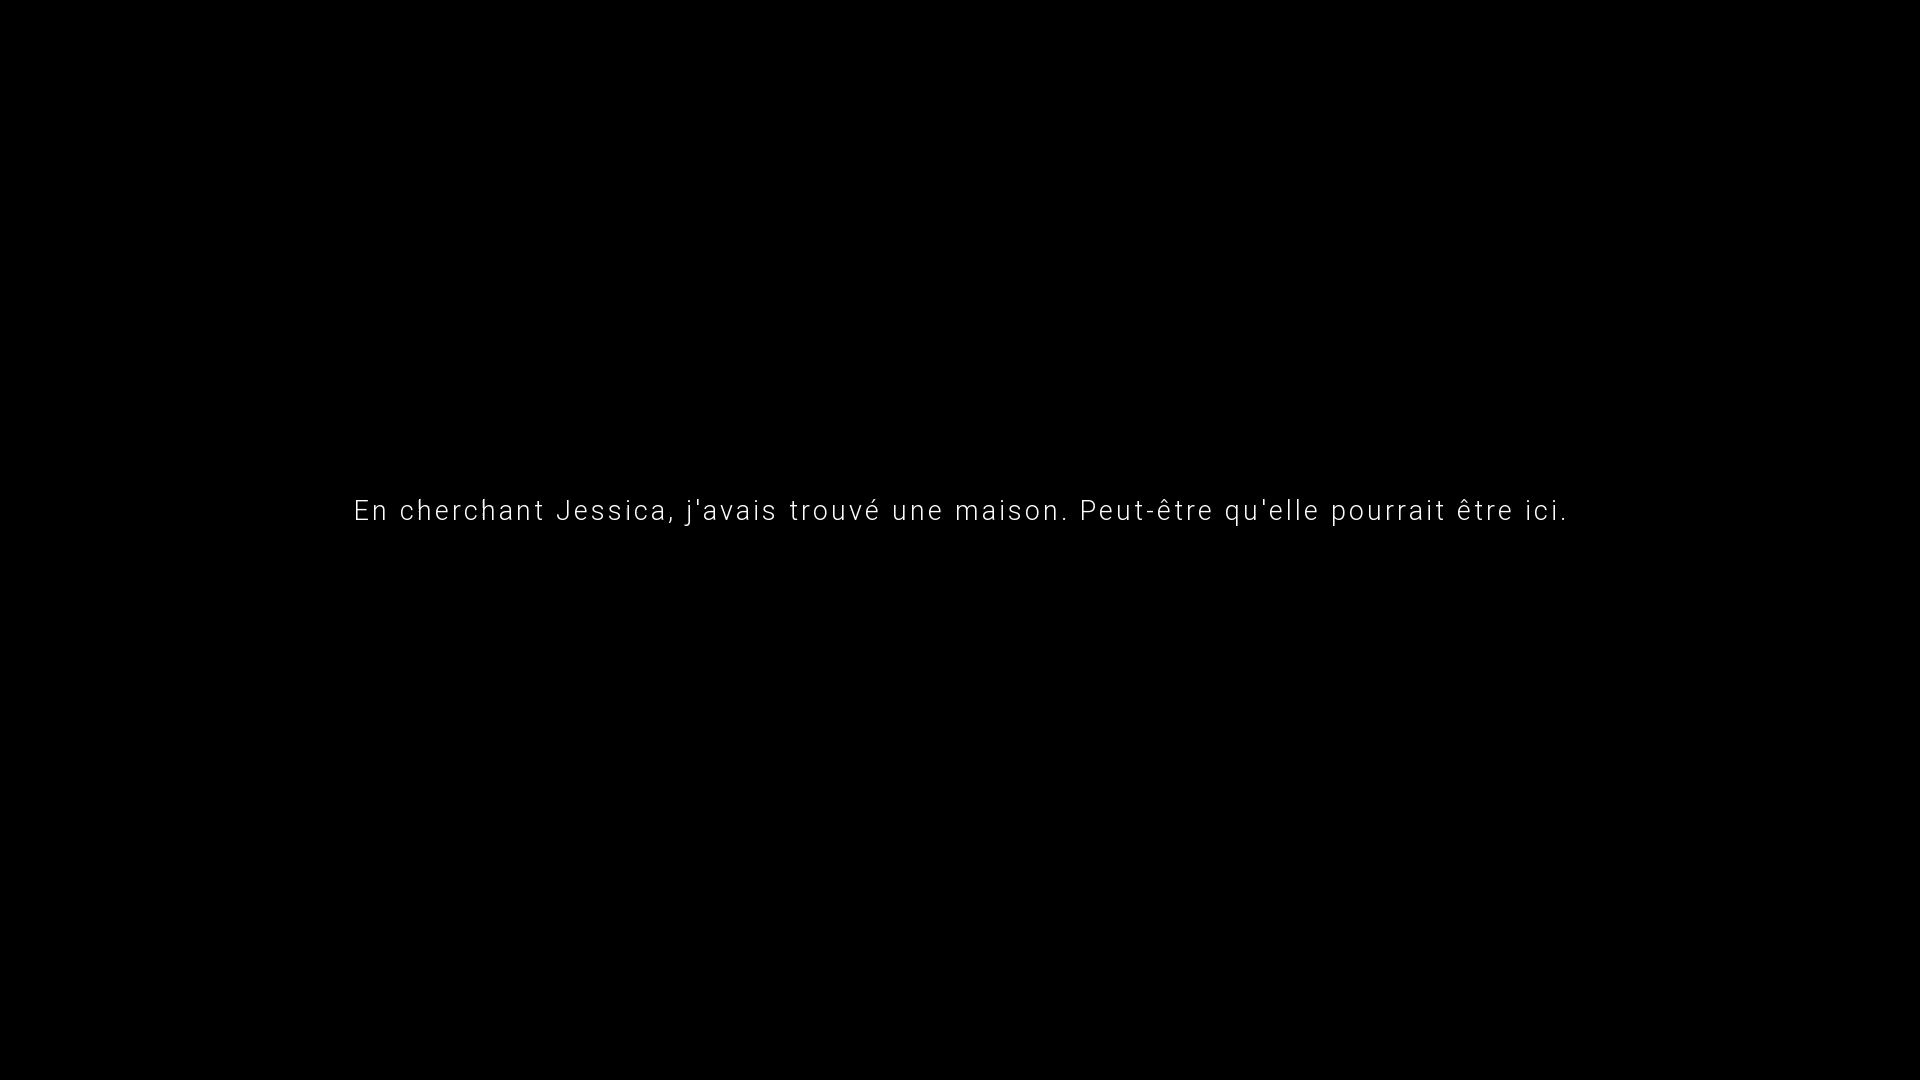 En cherchant Jessica, j'avais trouvé une maison. Peut-être qu'elle pourrait être ici.